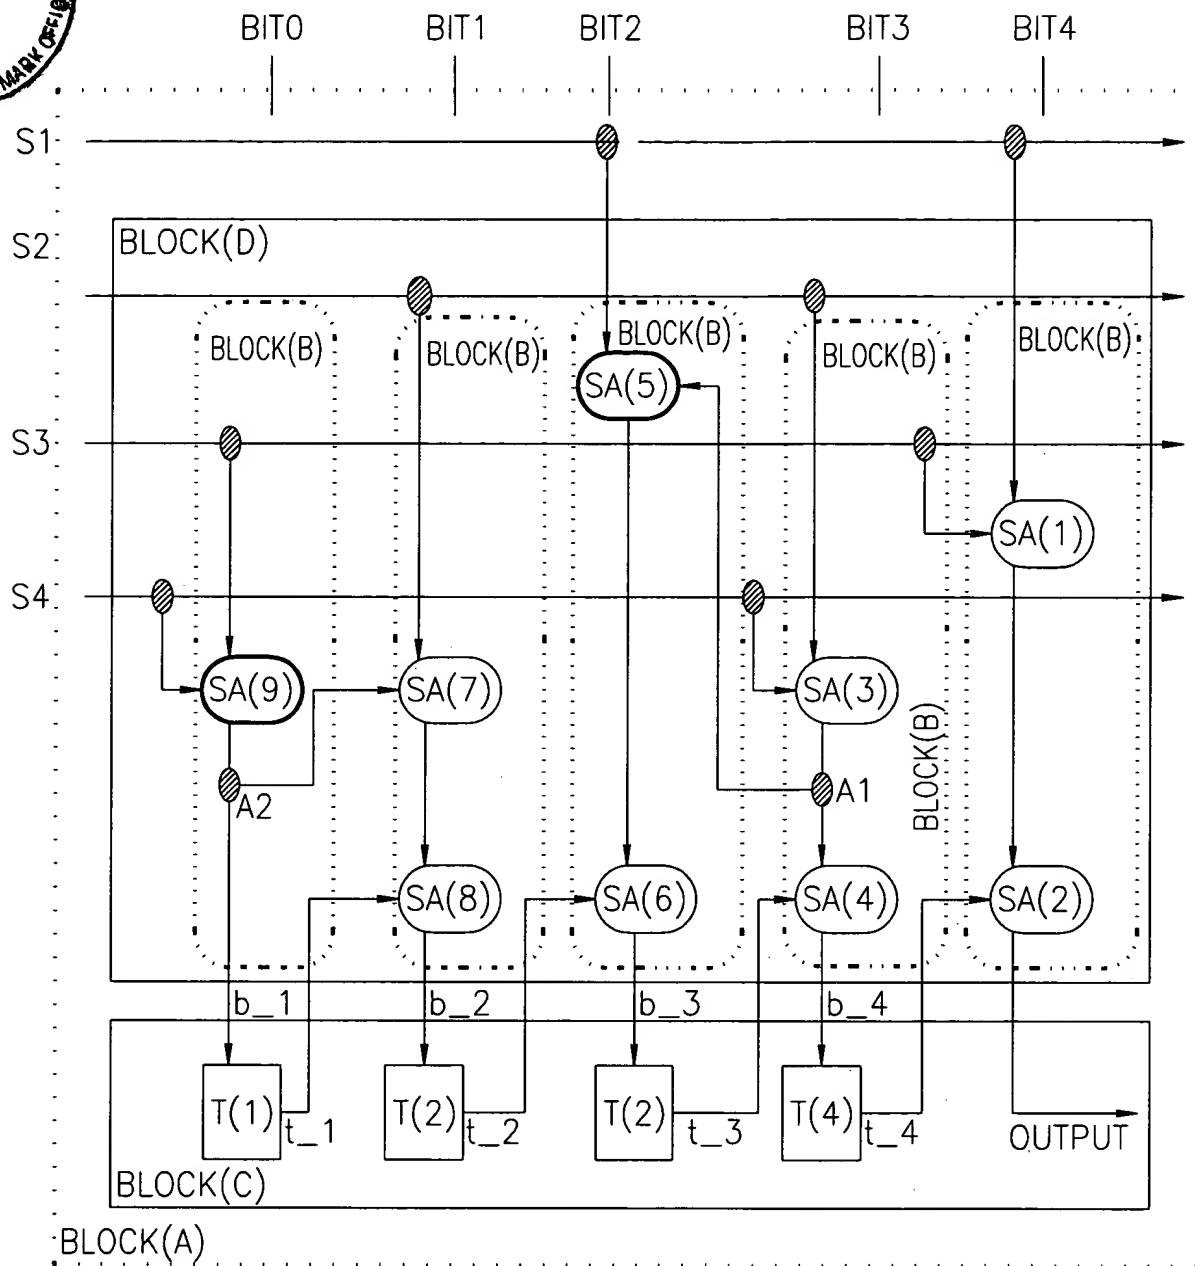 MARK OFFIC
BIT0 BIT1 BIT2 BIT3 BIT4
S1
S2 BLOCK(D)
BLOCK(B) BLOCK(B) BLOCK(B) BLOCK(B) BLOCK(B)
SA(5)
S3
SA(1)
S4
SA(9) SA(7) SA(3)
BLOCK(B)
A2 A1
SA(8) SA(6) SA(4) SA(2)
b_1 b_2 b_3 b_4
T(1) T(2) T(2) T(4)
t_1 t_2 t_3 t_4 OUTPUT
BLOCK(C)
BLOCK(A)